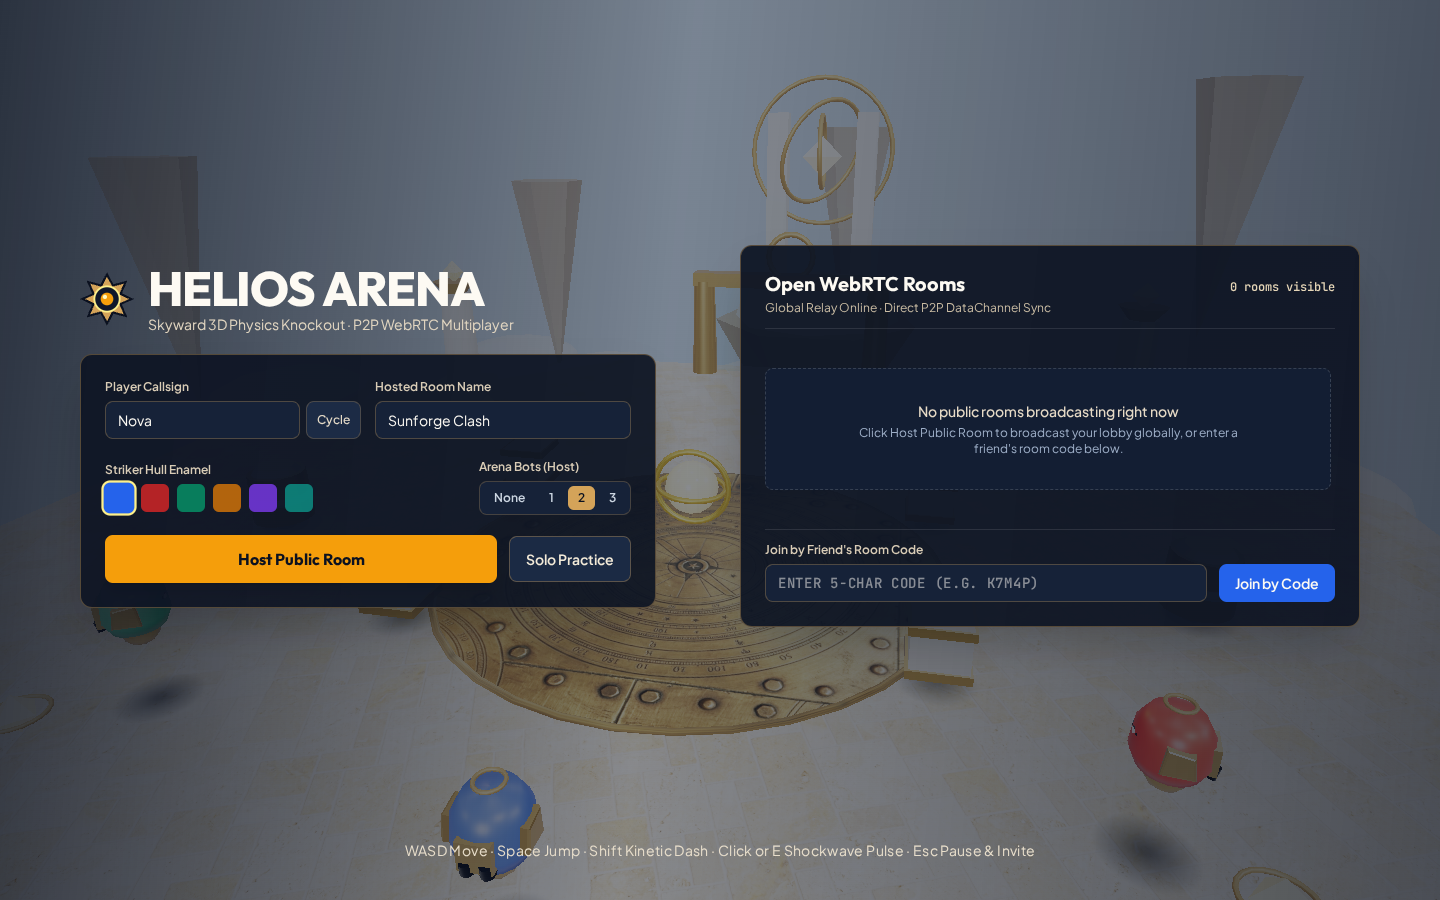 HELIOS ARENA
Skyward 3D Physics Knockout · P2P WebRTC Multiplayer
Player Callsign
Nova
Cycle
Hosted Room Name
Sunforge Clash
Striker Hull Enamel
Arena Bots (Host)
None 1 2 3
Host Public Room
Solo Practice
Open WebRTC Rooms
0 rooms visible
Global Relay Online · Direct P2P DataChannel Sync
No public rooms broadcasting right now
Click Host Public Room to broadcast your lobby globally, or enter a
friend's room code below.
Join by Friend's Room Code
ENTER 5-CHAR CODE (E.G. K7M4P)
Join by Code
WASD Move · Space Jump · Shift Kinetic Dash · Click or E Shockwave Pulse · Esc Pause & Invite